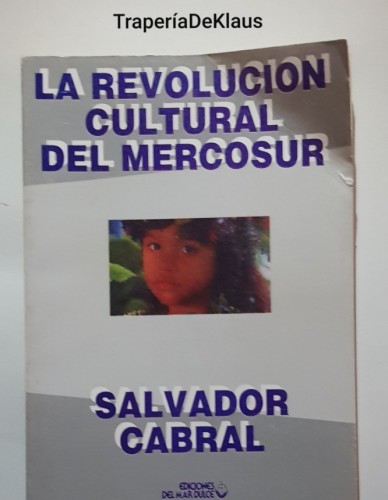 TraperíaDeKlaus
LA REVOLUCION
CULTURAL
DEL MERCOSUR
SALVADOR
CABRAL
EDICIONES
DEL MAR DULCE